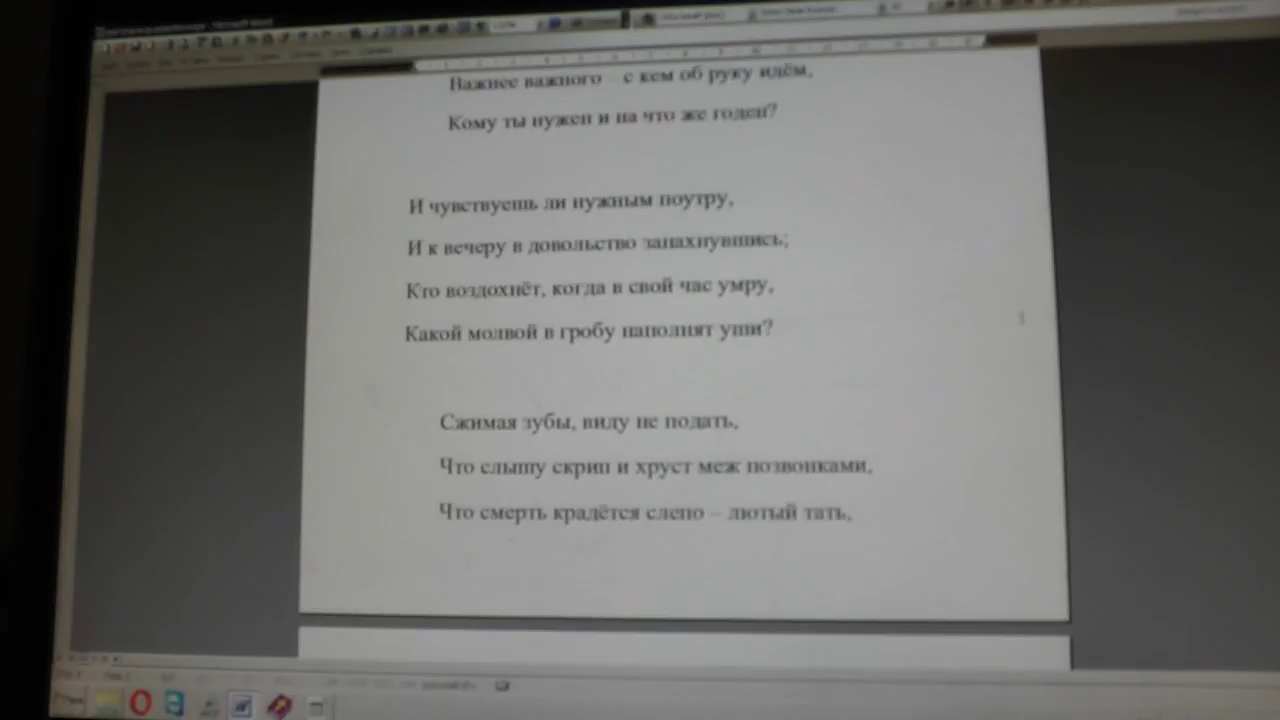 Важнее важного – с кем об руку идём,
Кому ты нужен и на что же годен?
И чувствуешь ли нужным поутру,
И к вечеру в довольство запахнувшись;
Кто воздохнёт, когда в свой час умру,
Какой молвой в гробу наполнят уши?
Сжимая зубы, виду не подать,
Что слышу скрип и хруст меж позвонками,
Что смерть крадётся слепо – лютый тать,